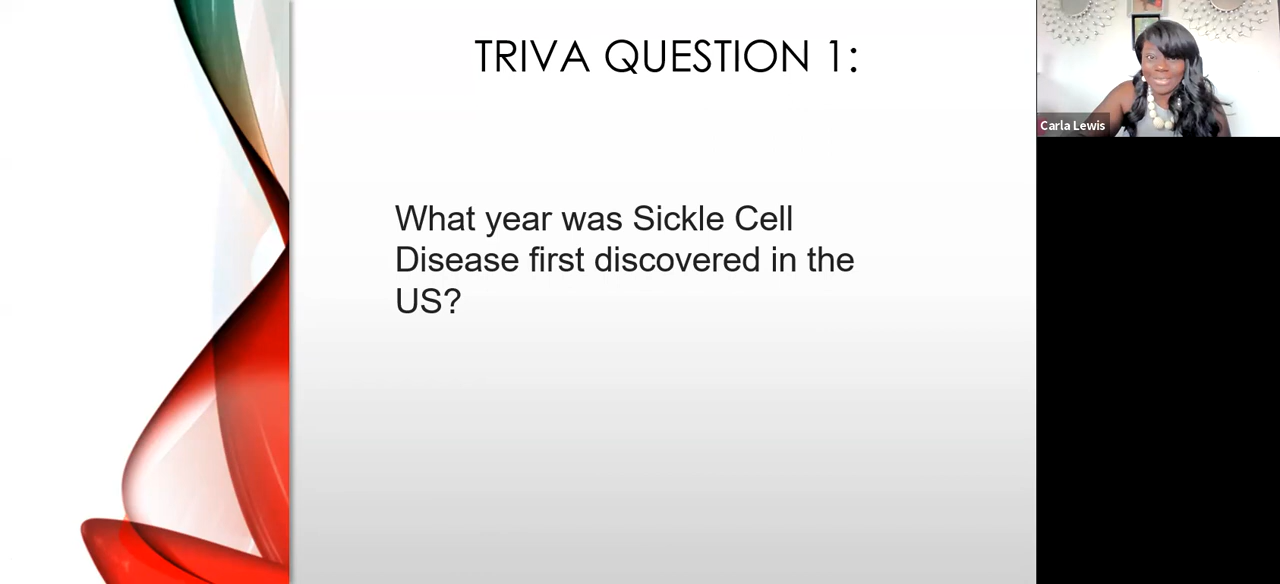 TRIVA QUESTION 1:
What year was Sickle Cell
Disease first discovered in the
US?
Carla Lewis